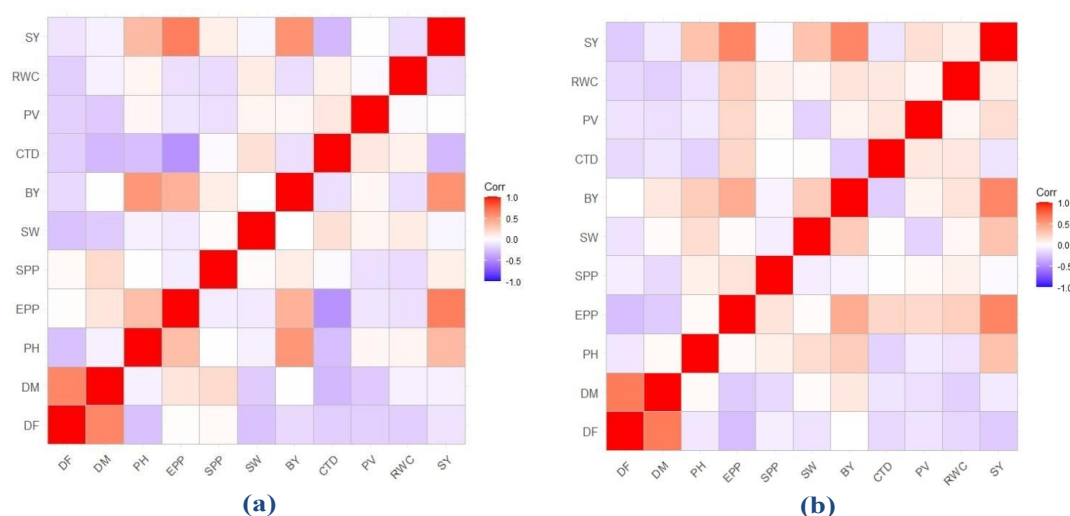 SY
RWC
PV
CTD
BY
SW
SPP
EPP
PH
DM
DF
DF DM PH EPP SPP SW BY CTD PV RWC SY
Corr
1.0
0.5
0.0
-0.5
-1.0
(a)
SY
RWC
PV
CTD
BY
SW
SPP
EPP
PH
DM
DF
DF DM PH EPP SPP SW BY CTD PV RWC SY
Corr
1.0
0.5
0.0
-0.5
-1.0
(b)